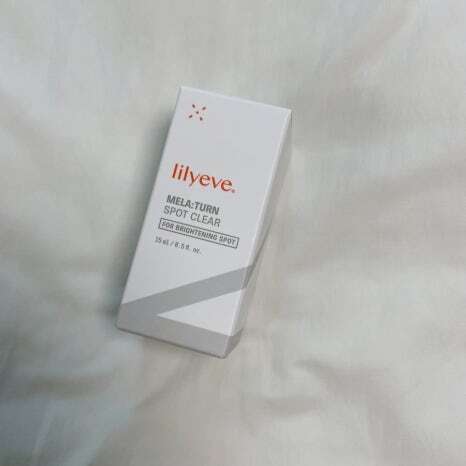 lilyeve.
MELA:TURN
SPOT CLEAR
FOR BRIGHTENING SPOT
15 ml / 0.5 fl. oz.